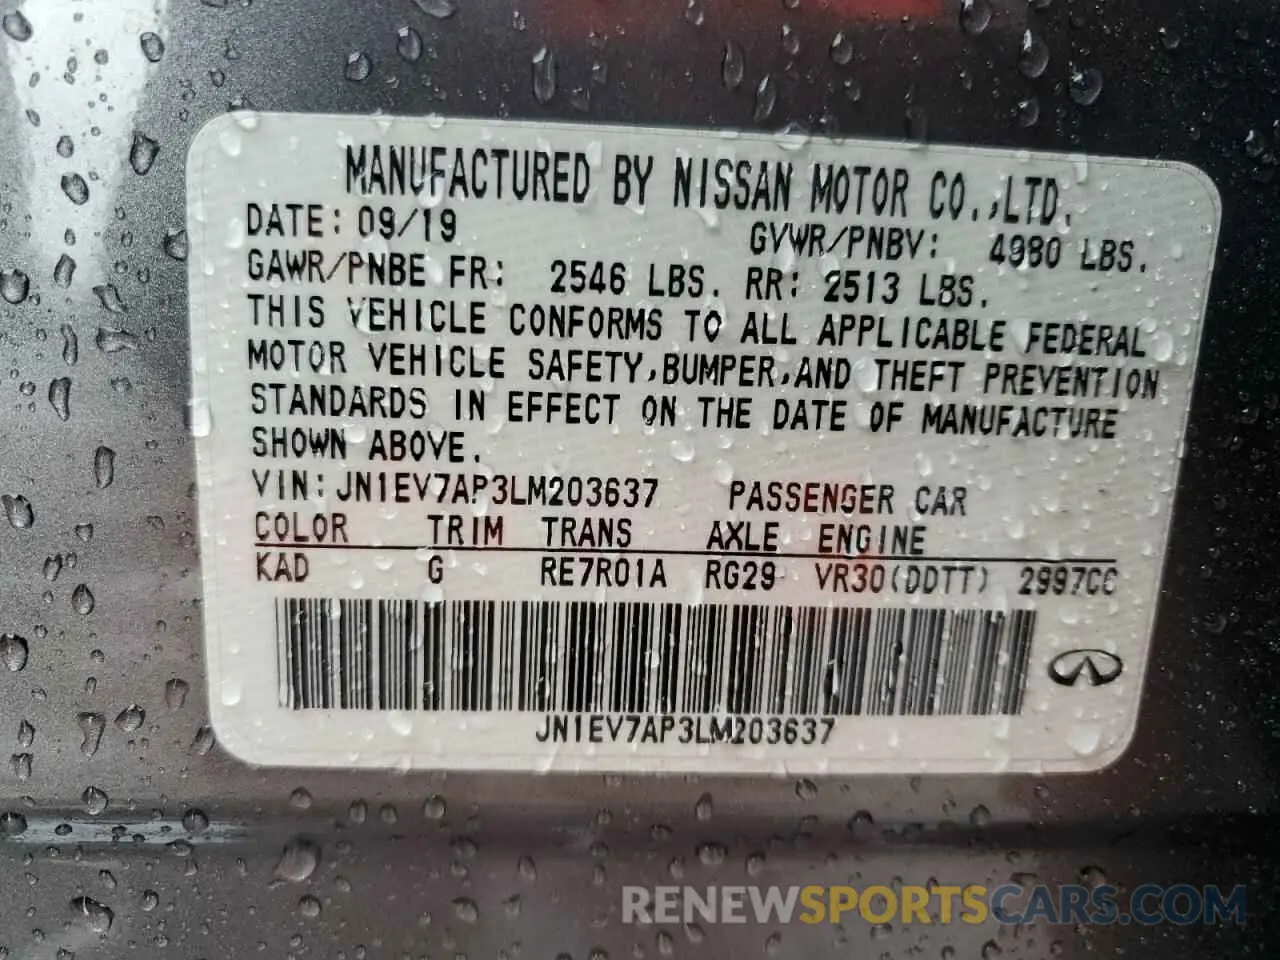 MANUFACTURED BY NISSAN MOTOR CO.,LTD.
DATE: 09/19 GVWR/PNBV: 4980 LBS.
GAWR/PNBE FR: 2546 LBS. RR: 2513 LBS.
THIS VEHICLE CONFORMS TO ALL APPLICABLE FEDERAL
MOTOR VEHICLE SAFETY,BUMPER,AND THEFT PREVENTION
STANDARDS IN EFFECT ON THE DATE OF MANUFACTURE
SHOWN ABOVE.
VIN:JN1EV7AP3LM203637 PASSENGER CAR
COLOR TRIM TRANS AXLE ENGINE
KAD G RE7R01A RG29 VR30(DDTT) 2997CC
JN1EV7AP3LM203637
RENEWSPORTSCARS.COM